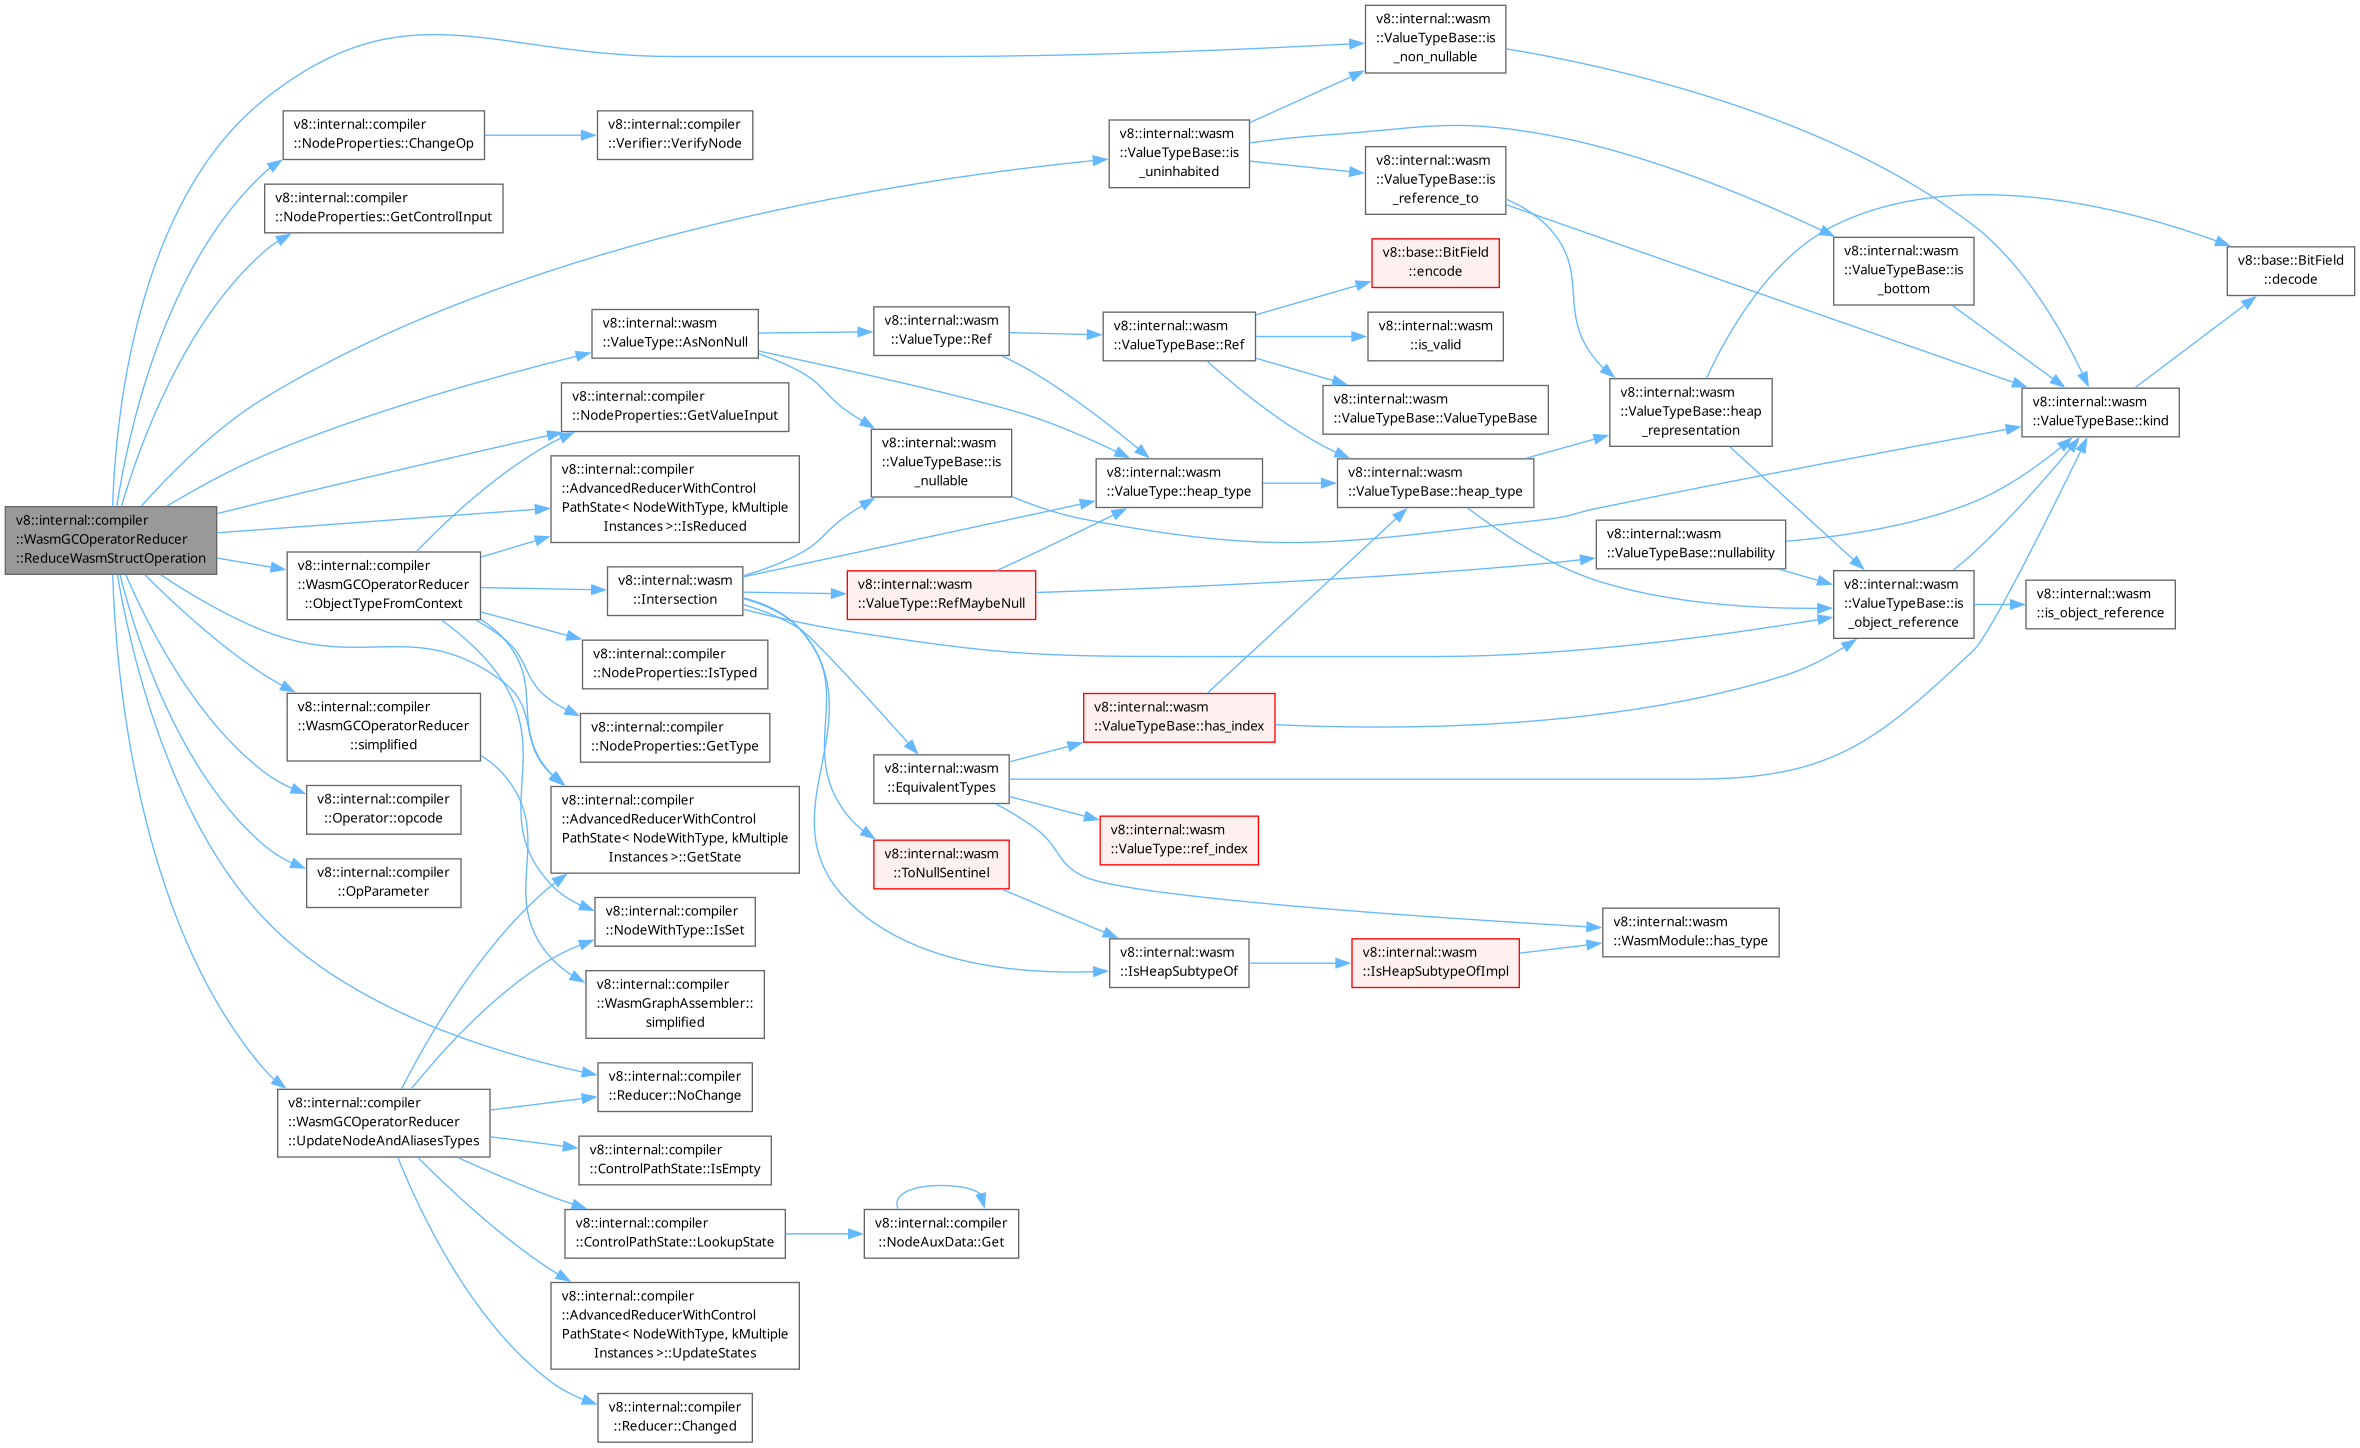 v8::internal::compiler
::WasmGCOperatorReducer
::ReduceWasmStructOperation
v8::internal::compiler
::NodeProperties::ChangeOp
v8::internal::compiler
::Verifier::VerifyNode
v8::internal::compiler
::NodeProperties::GetControlInput
v8::internal::wasm
::ValueType::AsNonNull
v8::internal::compiler
::NodeProperties::GetValueInput
v8::internal::compiler
::AdvancedReducerWithControl
PathState< NodeWithType, kMultiple
Instances >::IsReduced
v8::internal::compiler
::WasmGCOperatorReducer
::ObjectTypeFromContext
v8::internal::wasm
::Intersection
v8::internal::compiler
::NodeProperties::IsTyped
v8::internal::compiler
::NodeProperties::GetType
v8::internal::compiler
::WasmGCOperatorReducer
::simplified
v8::internal::compiler
::Operator::opcode
v8::internal::compiler
::OpParameter
v8::internal::compiler
::AdvancedReducerWithControl
PathState< NodeWithType, kMultiple
Instances >::GetState
v8::internal::compiler
::NodeWithType::IsSet
v8::internal::compiler
::WasmGraphAssembler::
simplified
v8::internal::compiler
::Reducer::NoChange
v8::internal::compiler
::WasmGCOperatorReducer
::UpdateNodeAndAliasesTypes
v8::internal::compiler
::ControlPathState::IsEmpty
v8::internal::compiler
::ControlPathState::LookupState
v8::internal::compiler
::NodeAuxData::Get
v8::internal::compiler
::AdvancedReducerWithControl
PathState< NodeWithType, kMultiple
Instances >::UpdateStates
v8::internal::compiler
::Reducer::Changed
v8::internal::wasm
::ValueType::Ref
v8::internal::wasm
::ValueTypeBase::is
_nullable
v8::internal::wasm
::ValueType::RefMaybeNull
v8::internal::wasm
::EquivalentTypes
v8::internal::wasm
::ToNullSentinel
v8::internal::wasm
::ValueTypeBase::is
_uninhabited
v8::internal::wasm
::ValueTypeBase::Ref
v8::internal::wasm
::ValueType::heap_type
v8::internal::wasm
::ValueTypeBase::has_index
v8::internal::wasm
::ValueType::ref_index
v8::internal::wasm
::IsHeapSubtypeOf
v8::internal::wasm
::ValueTypeBase::is
_non_nullable
v8::internal::wasm
::ValueTypeBase::is
_reference_to
v8::base::BitField
::encode
v8::internal::wasm
::is_valid
v8::internal::wasm
::ValueTypeBase::ValueTypeBase
v8::internal::wasm
::ValueTypeBase::heap_type
v8::internal::wasm
::IsHeapSubtypeOfImpl
v8::internal::wasm
::ValueTypeBase::heap
_representation
v8::internal::wasm
::ValueTypeBase::nullability
v8::internal::wasm
::WasmModule::has_type
v8::internal::wasm
::ValueTypeBase::is
_bottom
v8::internal::wasm
::ValueTypeBase::is
_object_reference
v8::internal::wasm
::ValueTypeBase::kind
v8::internal::wasm
::is_object_reference
v8::base::BitField
::decode